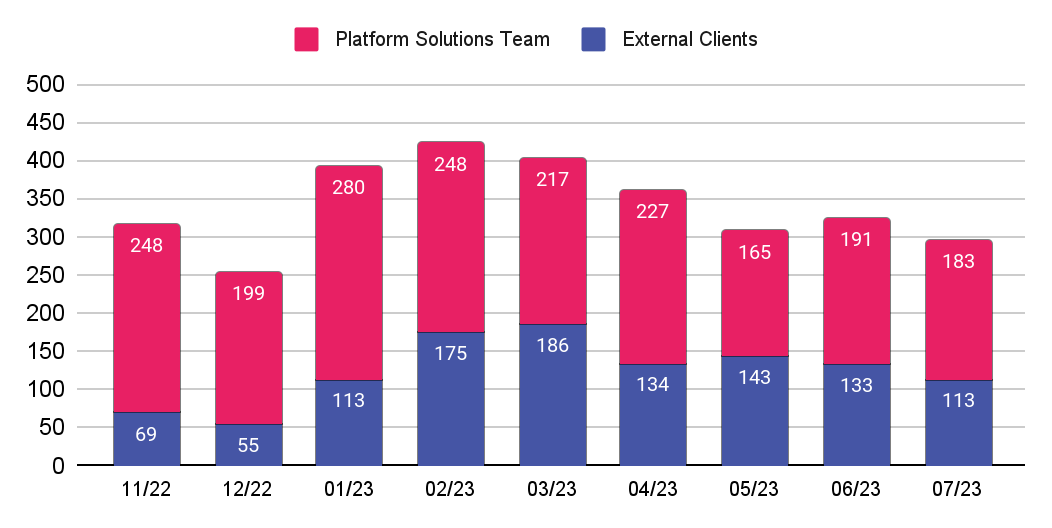 Platform Solutions Team External Clients
500
450
400
350
300
250
200
150
100
50
0
248 199 280 248 217 227 165 191 183
69 55 113 175 186 134 143 133 113
11/22 12/22 01/23 02/23 03/23 04/23 05/23 06/23 07/23